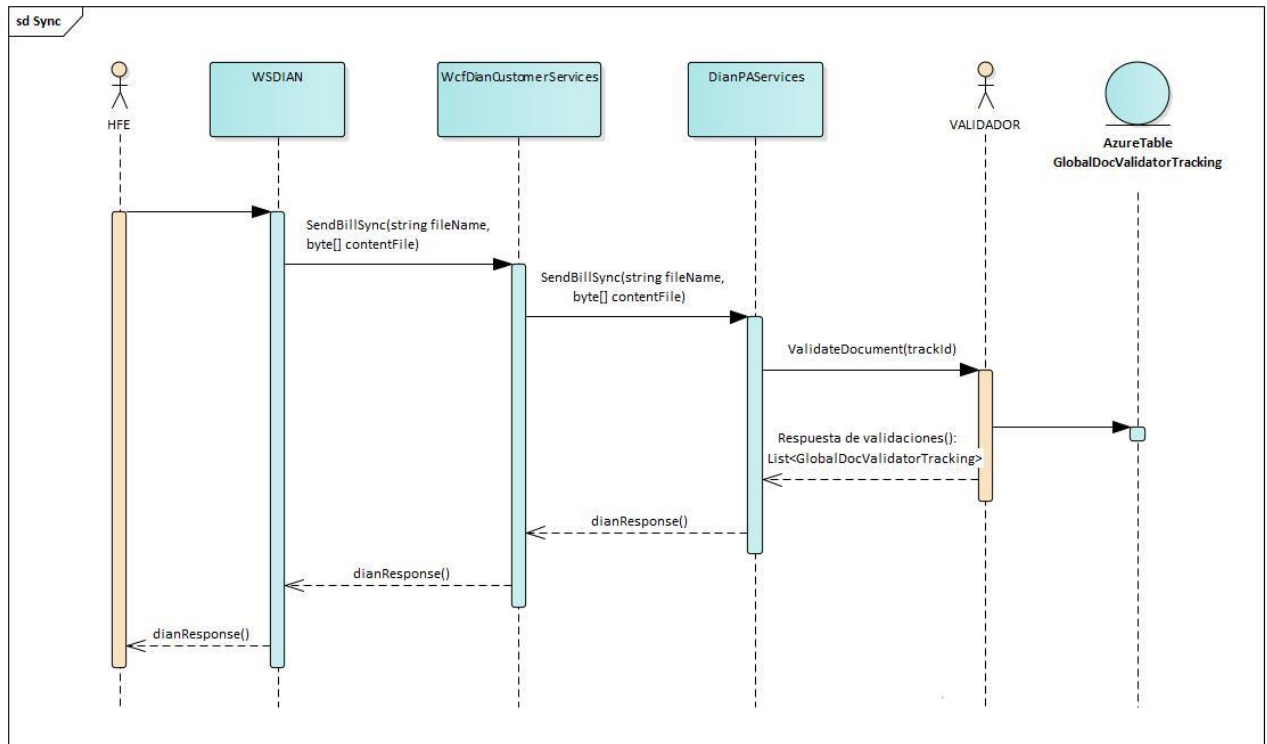 sd Sync
HFE
WSDIAN
WcfDianCustomerServices
DianPAServices
VALIDADOR
AzureTable
GlobalDocValidatorTracking
SendBillSync(string fileName,
byte[] contentFile)
SendBillSync(string fileName,
byte[] contentFile)
ValidateDocument(trackId)
Respuesta de validaciones():
List<GlobalDocValidatorTracking>
dianResponse()
dianResponse()
dianResponse()